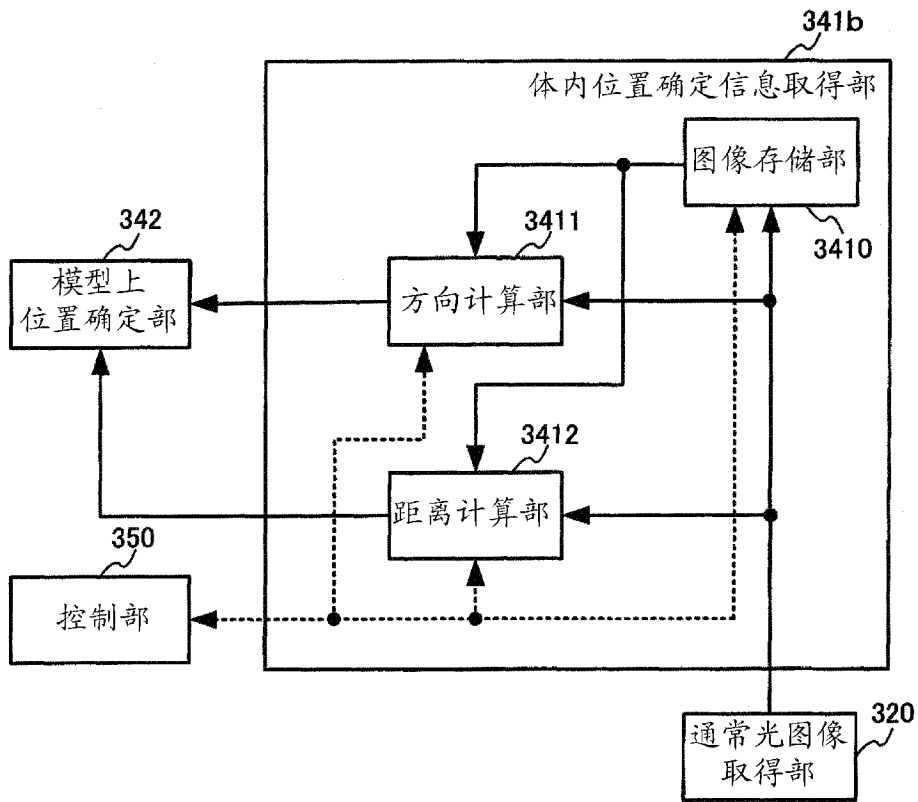 341b
体内位置确定信息取得部
图像存储部
3410
342
模型上
位置确定部
3411
方向计算部
3412
距离计算部
350
控制部
320
通常光图像
取得部